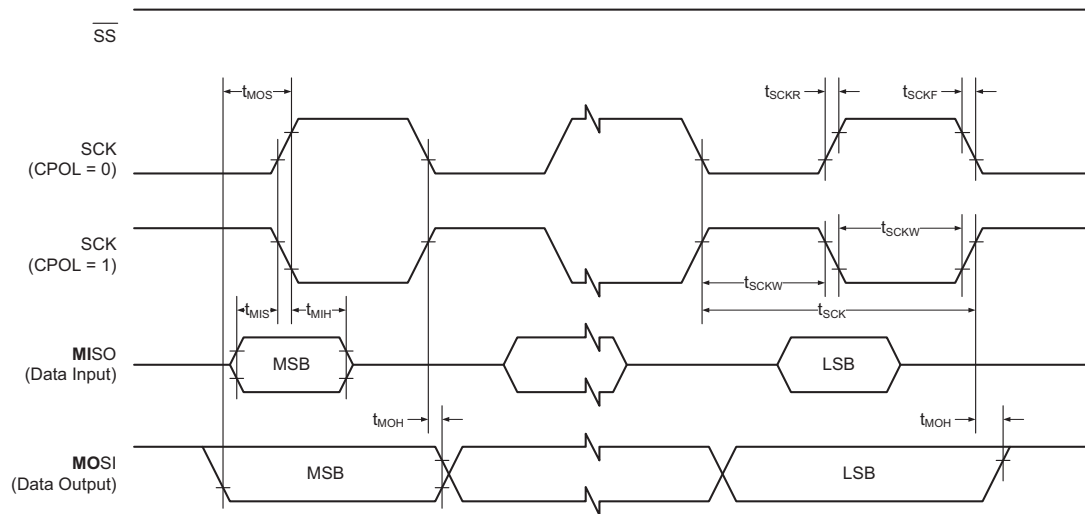 SS
tMOS
tSCKR
tSCKF
SCK
(CPOL = 0)
SCK
(CPOL = 1)
tSCKW
tSCKW
tMIS
tMIH
tSCK
MISO
(Data Input)
MSB
LSB
tMOH
tMOH
MOSI
(Data Output)
MSB
LSB